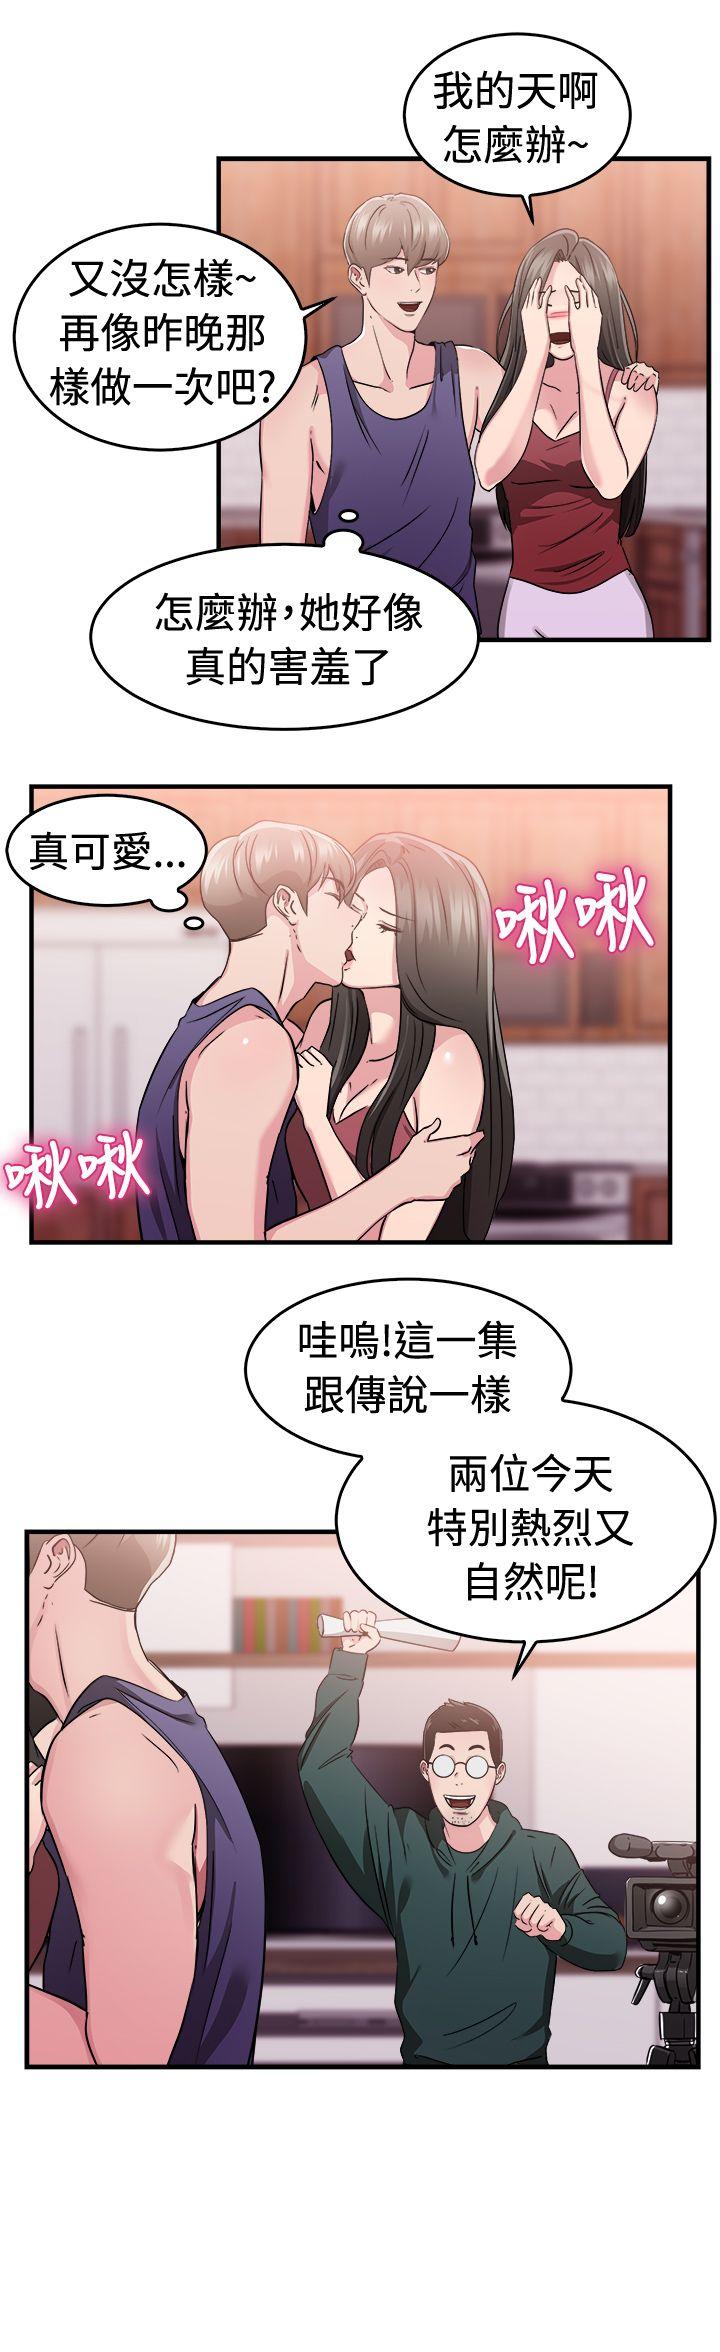 我的天啊
怎麼辦~
又沒怎樣~
再像昨晚那
樣做一次吧?
怎麼辦，她好像
真的害羞了
真可愛...
啾啾
啾啾
哇嗚!這一集
跟傳說一樣
兩位今天
特別熱烈又
自然呢!